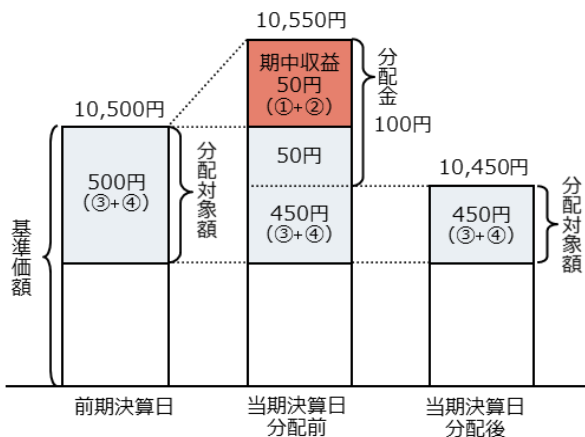 10,550円
期中収益
50円
(①+②)
分配金
100円
10,500円
500円
(③+④)
分配対象額
50円
450円
(③+④)
10,450円
450円
(③+④)
分配対象額
基準価額
前期決算日
当期決算日
分配前
当期決算日
分配後